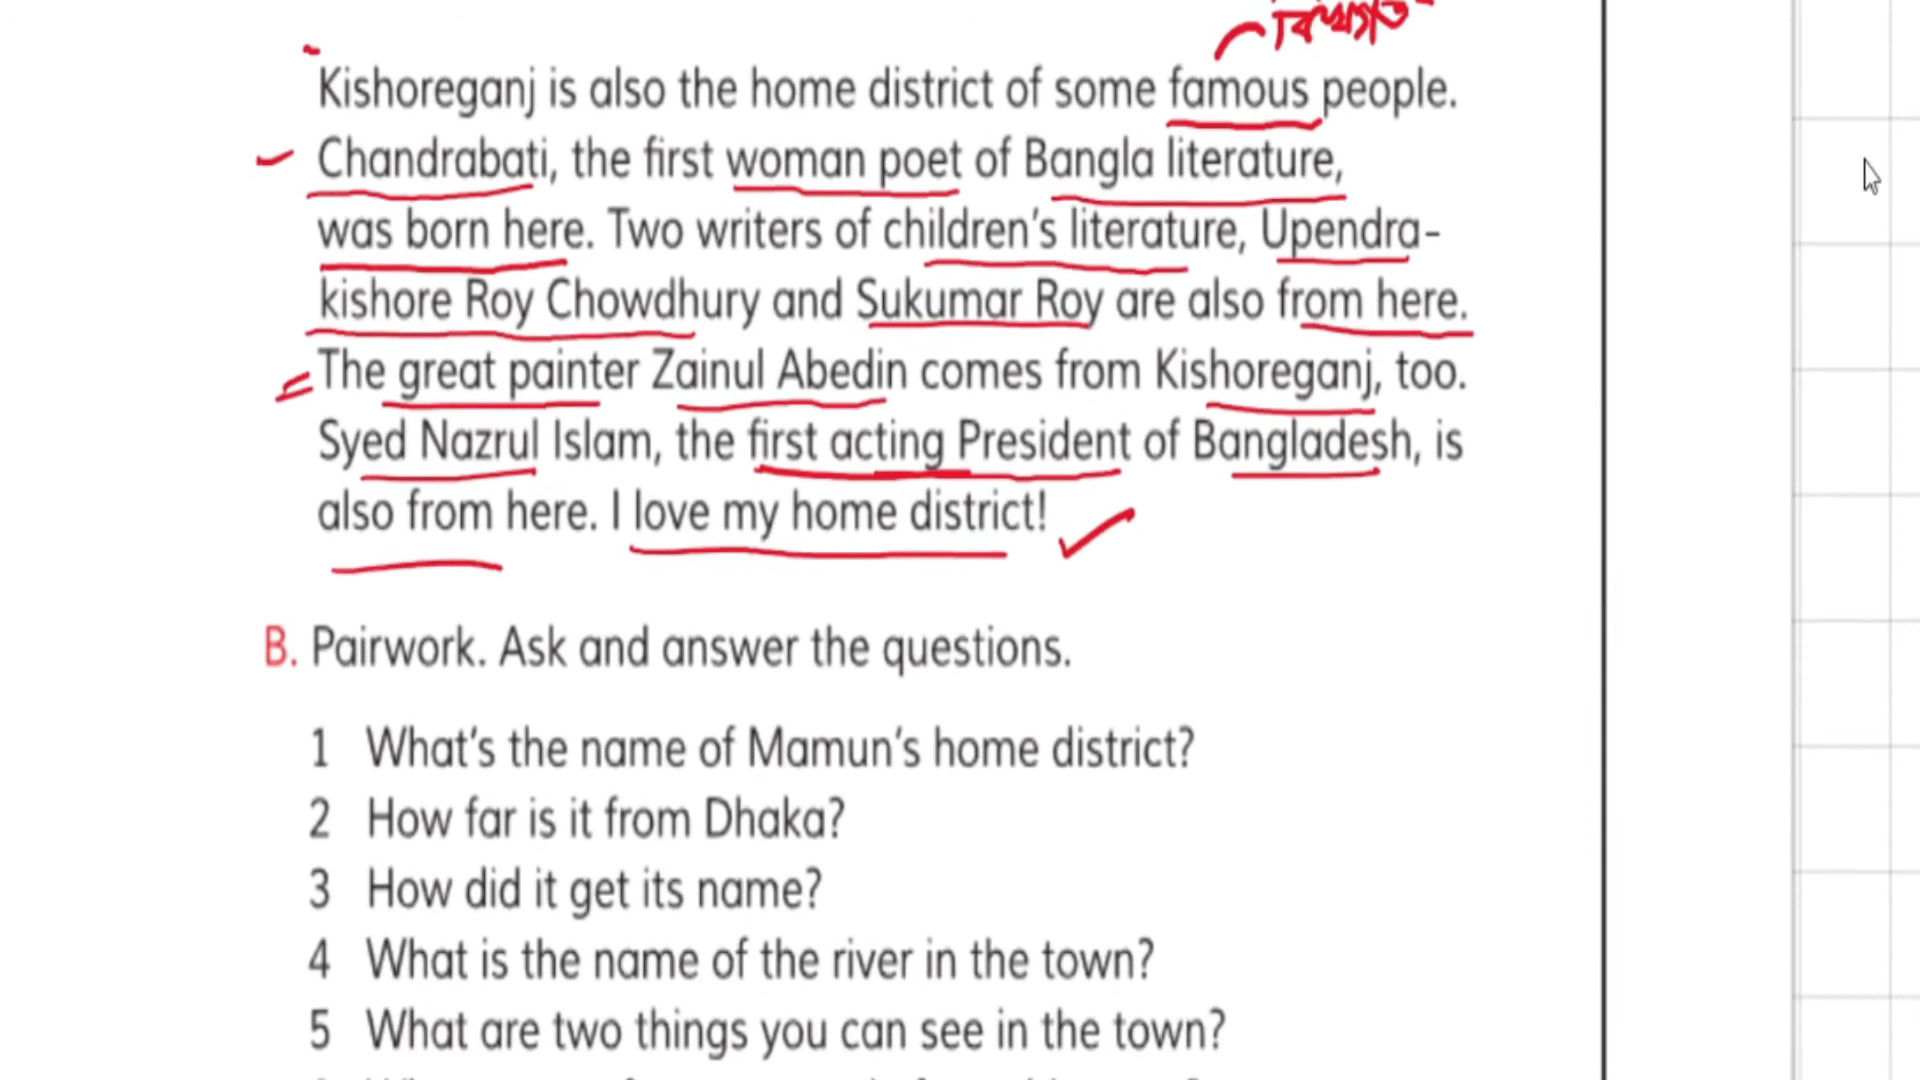 বিখ্যাত
Kishoreganj is also the home district of some famous people.
Chandrabati, the first woman poet of Bangla literature,
was born here. Two writers of children's literature, Upendra-
kishore Roy Chowdhury and Sukumar Roy are also from here.
The great painter Zainul Abedin comes from Kishoreganj, too.
Syed Nazrul Islam, the first acting President of Bangladesh, is
also from here. I love my home district!
B. Pairwork. Ask and answer the questions.
1 What's the name of Mamun's home district?
2 How far is it from Dhaka?
3 How did it get its name?
4 What is the name of the river in the town?
5 What are two things you can see in the town?